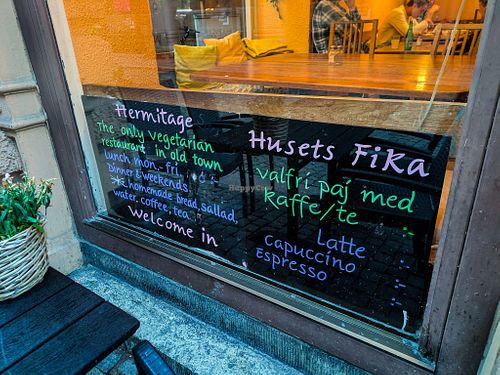 Hermitage
The only vegetarian
restaurant in old town
lunch mon - fri
Dinner & weekends
homemade bread, sallad,
water, coffee, tea
Welcome in
Husets Fika
Valfri paj med
Kaffe/te
Latte
Capuccino
Espresso